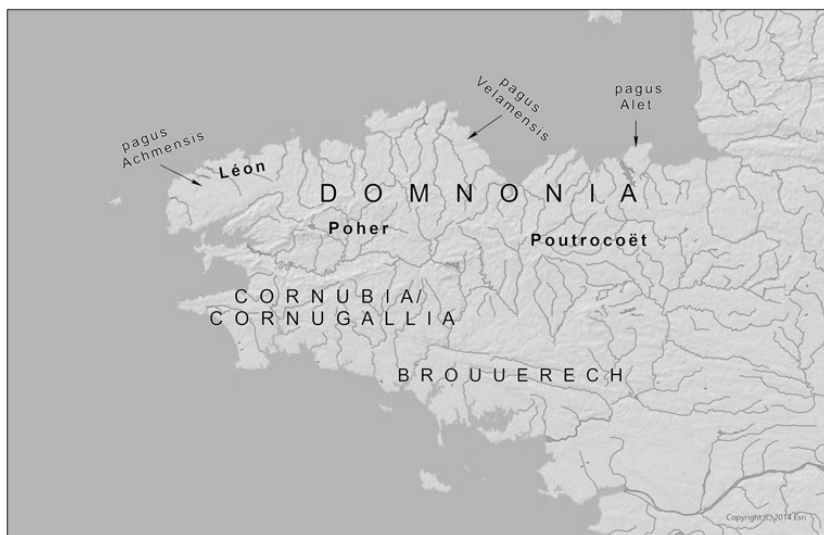 pagus
Velamensis
pagus
Alet
pagus
Achmensis
Léon
DOMNONIA
Poher
Poutrocoët
CORNUBIA/
CORNUGALLIA
BROUUERECH
Copyright:(C) 2014 Esri